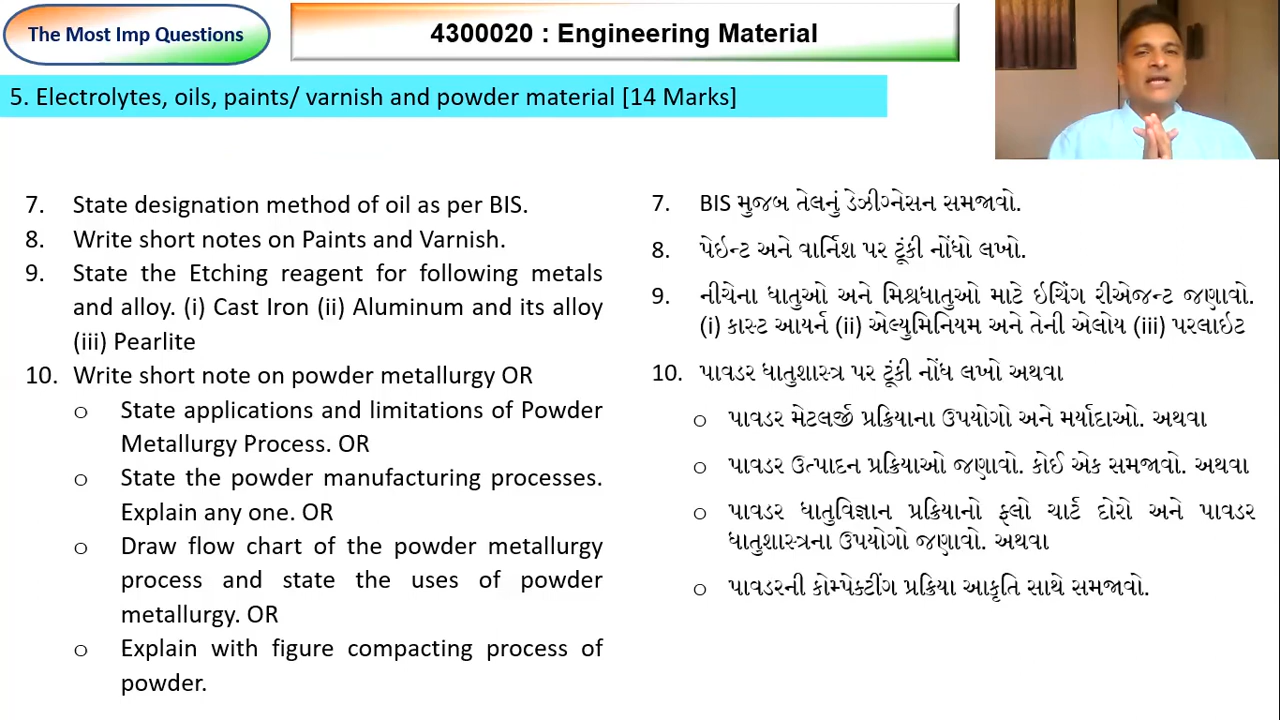 The Most Imp Questions
4300020 : Engineering Material
5. Electrolytes, oils, paints/ varnish and powder material [14 Marks]
7. State designation method of oil as per BIS.
8. Write short notes on Paints and Varnish.
9. State the Etching reagent for following metals
and alloy. (i) Cast Iron (ii) Aluminum and its alloy
(iii) Pearlite
10. Write short note on powder metallurgy OR
o State applications and limitations of Powder
Metallurgy Process. OR
o State the powder manufacturing processes.
Explain any one. OR
o Draw flow chart of the powder metallurgy
process and state the uses of powder
metallurgy. OR
o Explain with figure compacting process of
powder.
7. BIS મુજબ તેલનું ડેઝીગ્નેસન સમજાવો.
8. પેઇન્ટ અને વાર્નિશ પર ટૂંકી નોંધો લખો.
9. નીચેના ધાતુઓ અને મિશ્રધાતુઓ માટે ઇચિંગ રીએજન્ટ જણાવો.
(i) કાસ્ટ આયર્ન (ii) એલ્યુમિનિયમ અને તેની એલોય (iii) પરલાઇટ
10. પાવડર ધાતુશાસ્ત્ર પર ટૂંકી નોંધ લખો અથવા
o પાવડર મેટલર્જી પ્રક્રિયાના ઉપયોગો અને મર્યાદાઓ. અથવા
o પાવડર ઉત્પાદન પ્રક્રિયાઓ જણાવો. કોઈ એક સમજાવો. અથવા
o પાવડર ધાતુવિજ્ઞાન પ્રક્રિયાનો ફ્લો ચાર્ટ દોરો અને પાવડર
ધાતુશાસ્ત્રના ઉપયોગો જણાવો. અથવા
o પાવડરની કોમ્પેક્ટીંગ પ્રક્રિયા આકૃતિ સાથે સમજાવો.